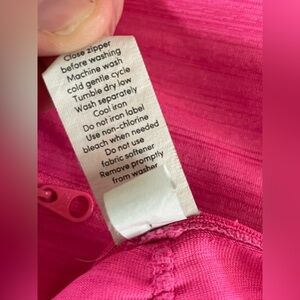 Close zipper
before washing
Machine wash
cold gentle cycle
Tumble dry low
Wash separately
Cool iron
Do not iron label
Use non-chlorine
bleach when needed
Do not use
fabric softener
Remove promptly
from washer